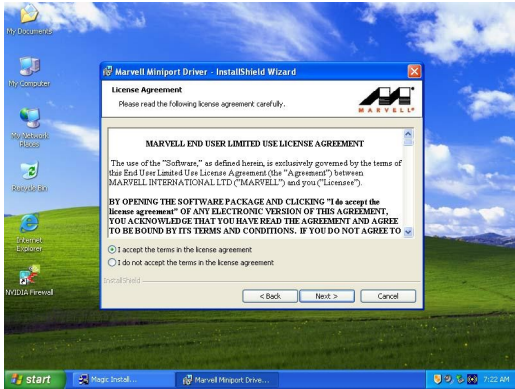 My Documents
My Computer
My Network
Places
Recycle Bin
Internet
Explorer
NVIDIA Firewall
Marvell Miniport Driver - InstallShield Wizard
License Agreement
Please read the following license agreement carefully.
MARVELL
MARVELL END USER LIMITED USE LICENSE AGREEMENT
The use of the "Software," as defined herein, is exclusively governed by the terms of
this End User Limited Use License Agreement (the "Agreement") between
MARVELL INTERNATIONAL LTD ("MARVELL") and you ("Licensee").
BY OPENING THE SOFTWARE PACKAGE AND CLICKING "I do accept the
license agreement" OF ANY ELECTRONIC VERSION OF THIS AGREEMENT,
YOU ACKNOWLEDGE THAT YOU HAVE READ THE AGREEMENT AND AGREE
TO BE BOUND BY ITS TERMS AND CONDITIONS. IF YOU DO NOT AGREE TO
I accept the terms in the license agreement
I do not accept the terms in the license agreement
InstallShield
< Back
Next >
Cancel
start
Magic Install...
Marvell Miniport Drive...
7:22 AM